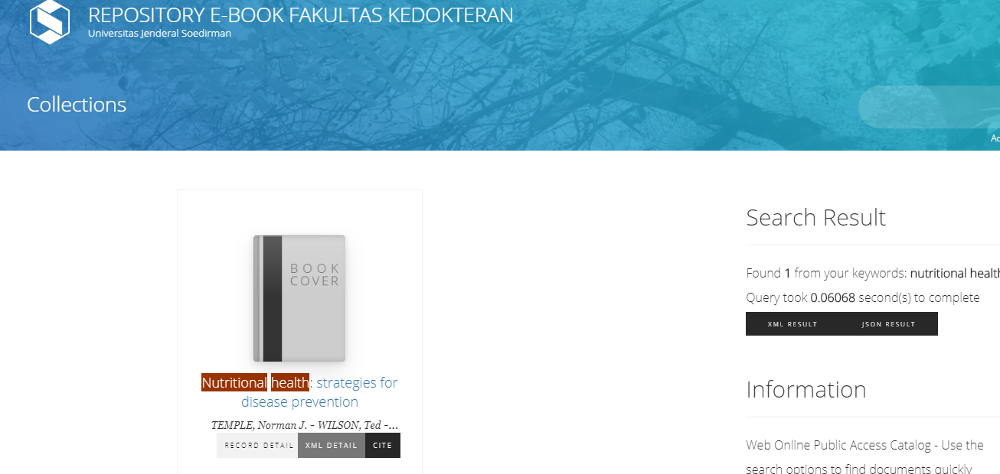 REPOSITORY E-BOOK FAKULTAS KEDOKTERAN
Universitas Jenderal Soedirman
Collections
BOOK
COVER
Nutritional health: strategies for
disease prevention
TEMPLE, Norman J. - WILSON, Ted -...
RECORD DETAIL XML DETAIL CITE
Search Result
Found 1 from your keywords: nutritional health
Query took 0.06068 second(s) to complete
XML RESULT JSON RESULT
Information
Web Online Public Access Catalog - Use the
search options to find documents quickly